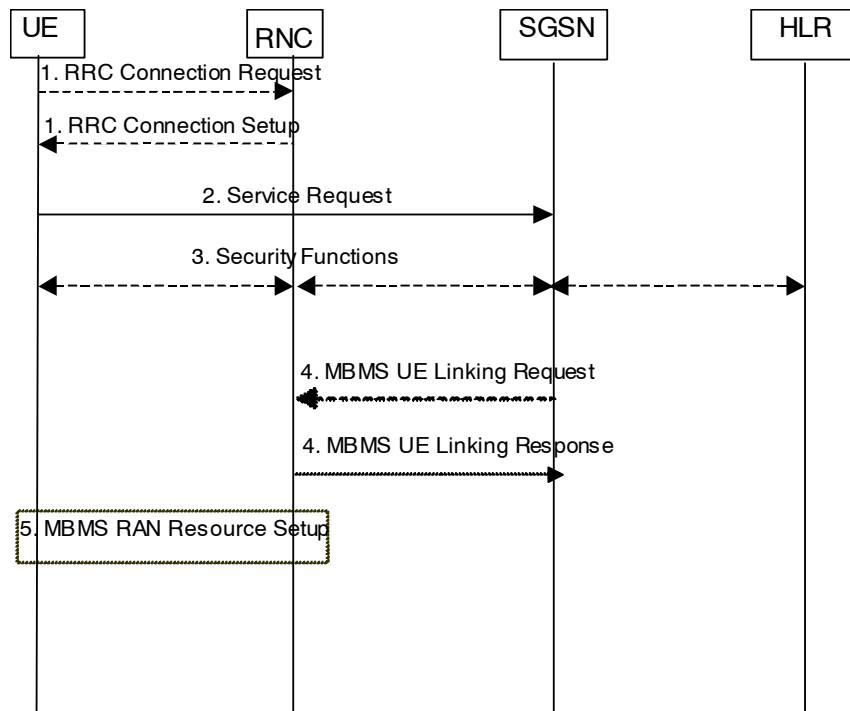 UE
RNC
SGSN
HLR
1. RRC Connection Request
1. RRC Connection Setup
2. Service Request
3. Security Functions
4. MBMS UE Linking Request
4. MBMS UE Linking Response
5. MBMS RAN Resource Setup